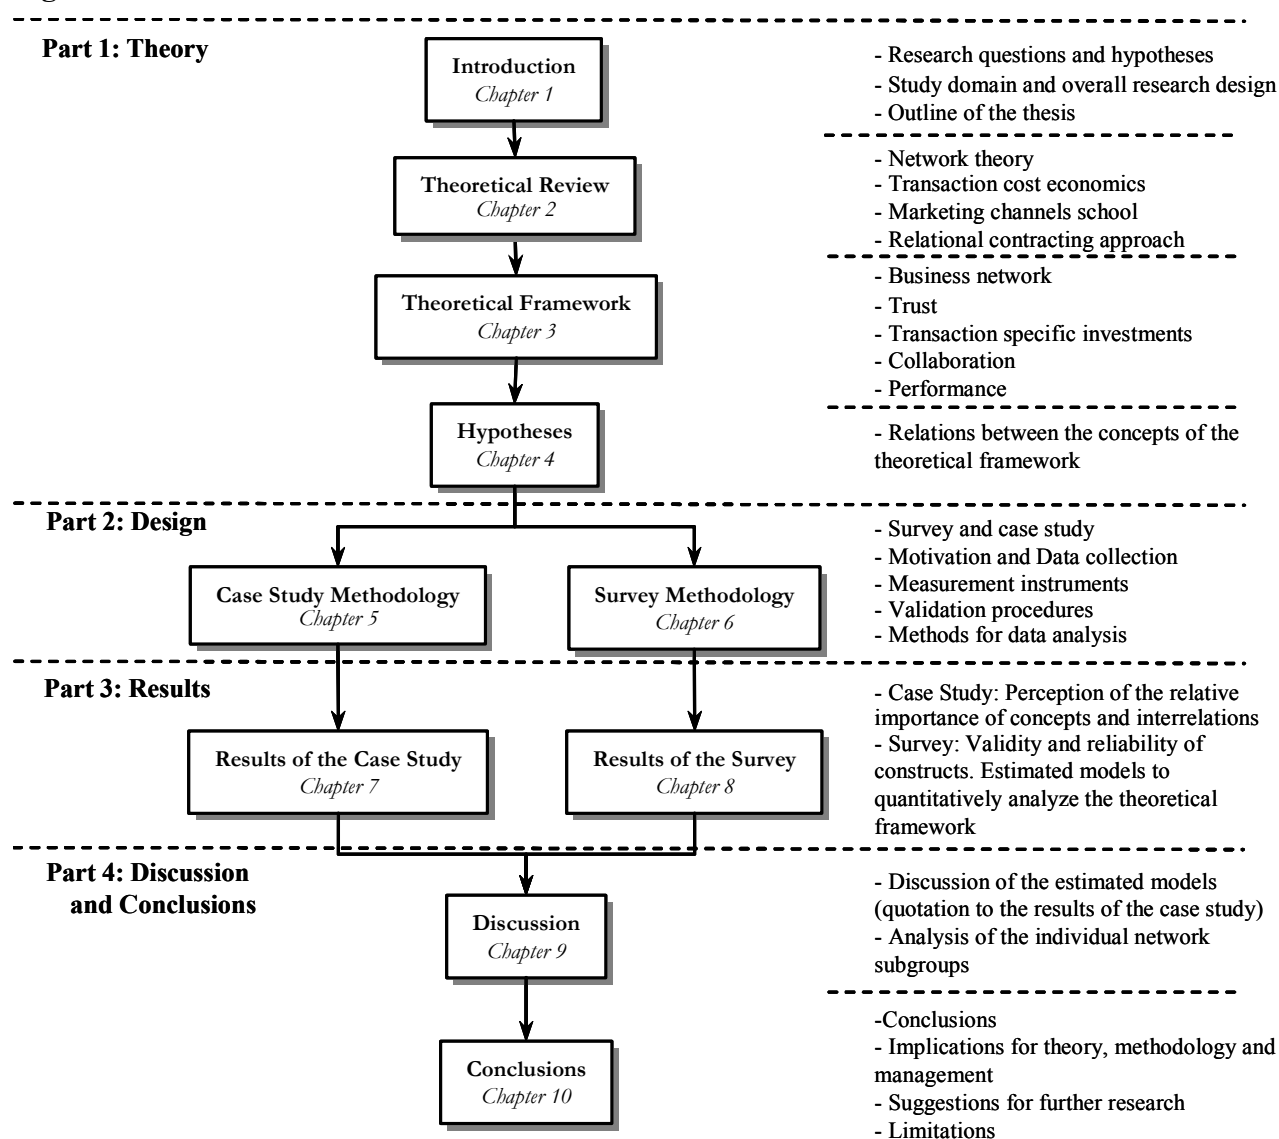 Part 1: Theory
Introduction
Chapter 1
- Research questions and hypotheses
- Study domain and overall research design
- Outline of the thesis
Theoretical Review
Chapter 2
- Network theory
- Transaction cost economics
- Marketing channels school
- Relational contracting approach
Theoretical Framework
Chapter 3
- Business network
- Trust
- Transaction specific investments
- Collaboration
- Performance
Hypotheses
Chapter 4
- Relations between the concepts of the
theoretical framework
Part 2: Design
Case Study Methodology
Chapter 5
Survey Methodology
Chapter 6
- Survey and case study
- Motivation and Data collection
- Measurement instruments
- Validation procedures
- Methods for data analysis
Part 3: Results
Results of the Case Study
Chapter 7
Results of the Survey
Chapter 8
- Case Study: Perception of the relative
importance of concepts and interrelations
- Survey: Validity and reliability of
constructs. Estimated models to
quantitatively analyze the theoretical
framework
Part 4: Discussion
and Conclusions
Discussion
Chapter 9
- Discussion of the estimated models
(quotation to the results of the case study)
- Analysis of the individual network
subgroups
Conclusions
Chapter 10
-Conclusions
- Implications for theory, methodology and
management
- Suggestions for further research
- Limitations